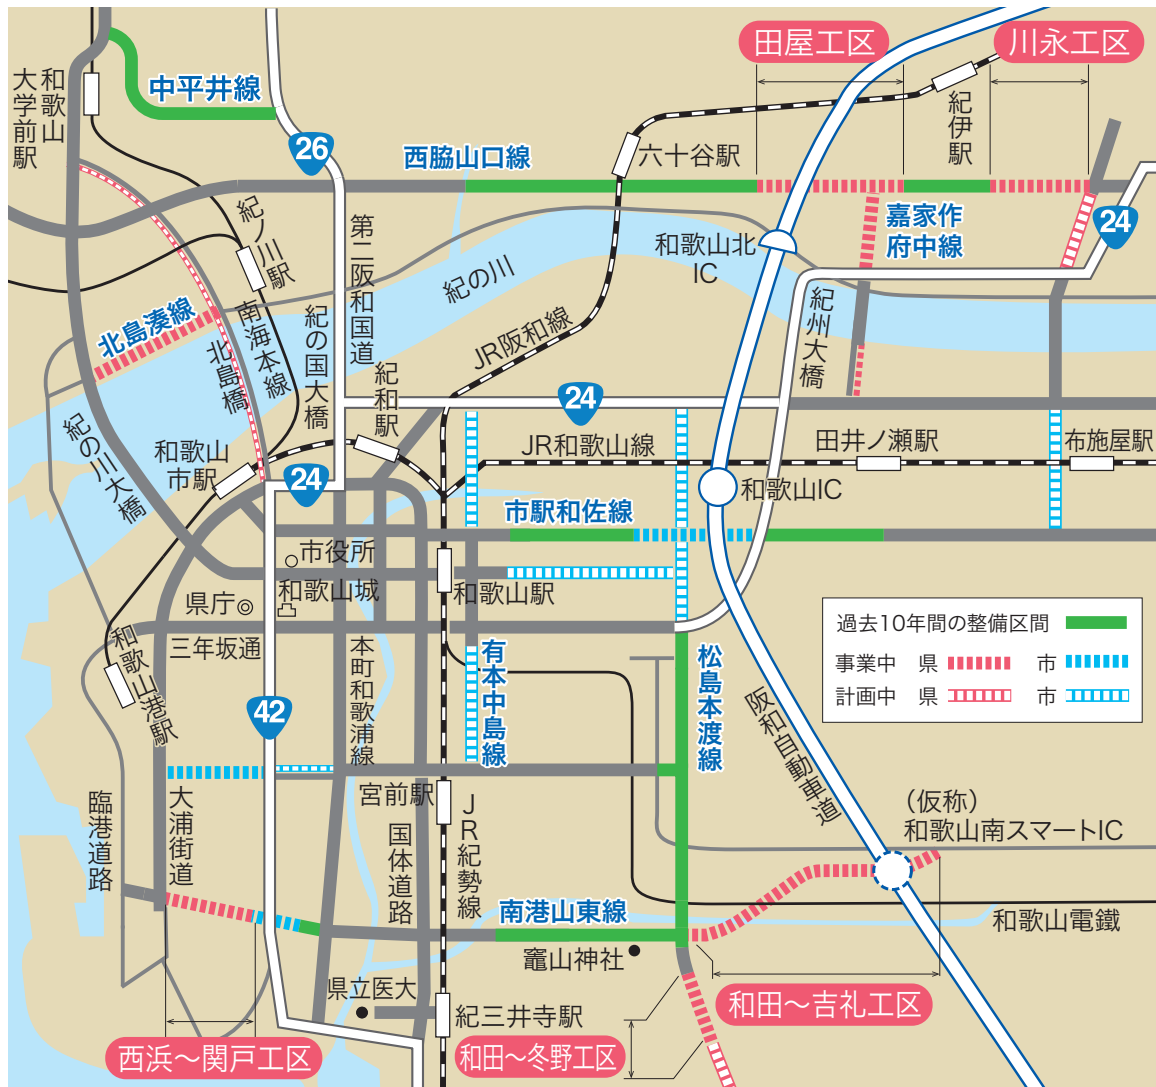 田屋工区
川永工区
大学前駅
和歌山
中平井線
26
西脇山口線
六十谷駅
紀伊駅
紀ノ川駅
第二阪和国道
紀の川
和歌山北
IC
嘉家作
府中線
24
北島湊線
北島橋
南海本線
紀の国大橋
JR阪和線
紀州大橋
紀和駅
24
紀の川大橋
和歌山
市駅
24
JR和歌山線
田井ノ瀬駅
布施屋駅
和歌山IC
市駅和佐線
市役所
和歌山城
県庁
和歌山駅
三年坂通
和歌山港駅
本町和歌浦線
有本中島線
松島本渡線
42
過去10年間の整備区間
事業中 県 市
計画中 県 市
阪和自動車道
臨港道路
大浦街道
宮前駅
国体道路
JR紀勢線
(仮称)
和歌山南スマートIC
南港山東線
和歌山電鐵
竈山神社
県立医大
紀三井寺駅
和田〜吉礼工区
西浜〜関戸工区
和田〜冬野工区